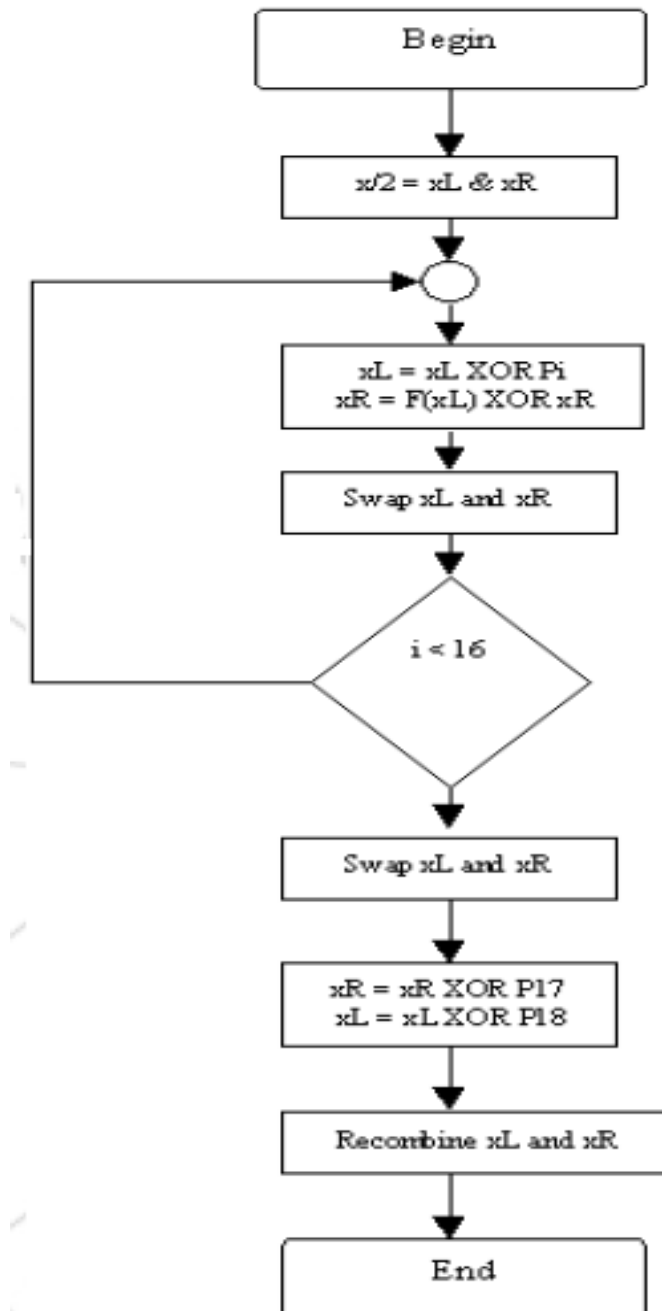 Begin
x/2 = xL & xR
xL = xL XOR Pi
xR = F(xL) XOR xR
Swap xL and xR
i < 16
Swap xL and xR
xR = xR XOR P17
xL = xL XOR P18
Recombine xL and xR
End